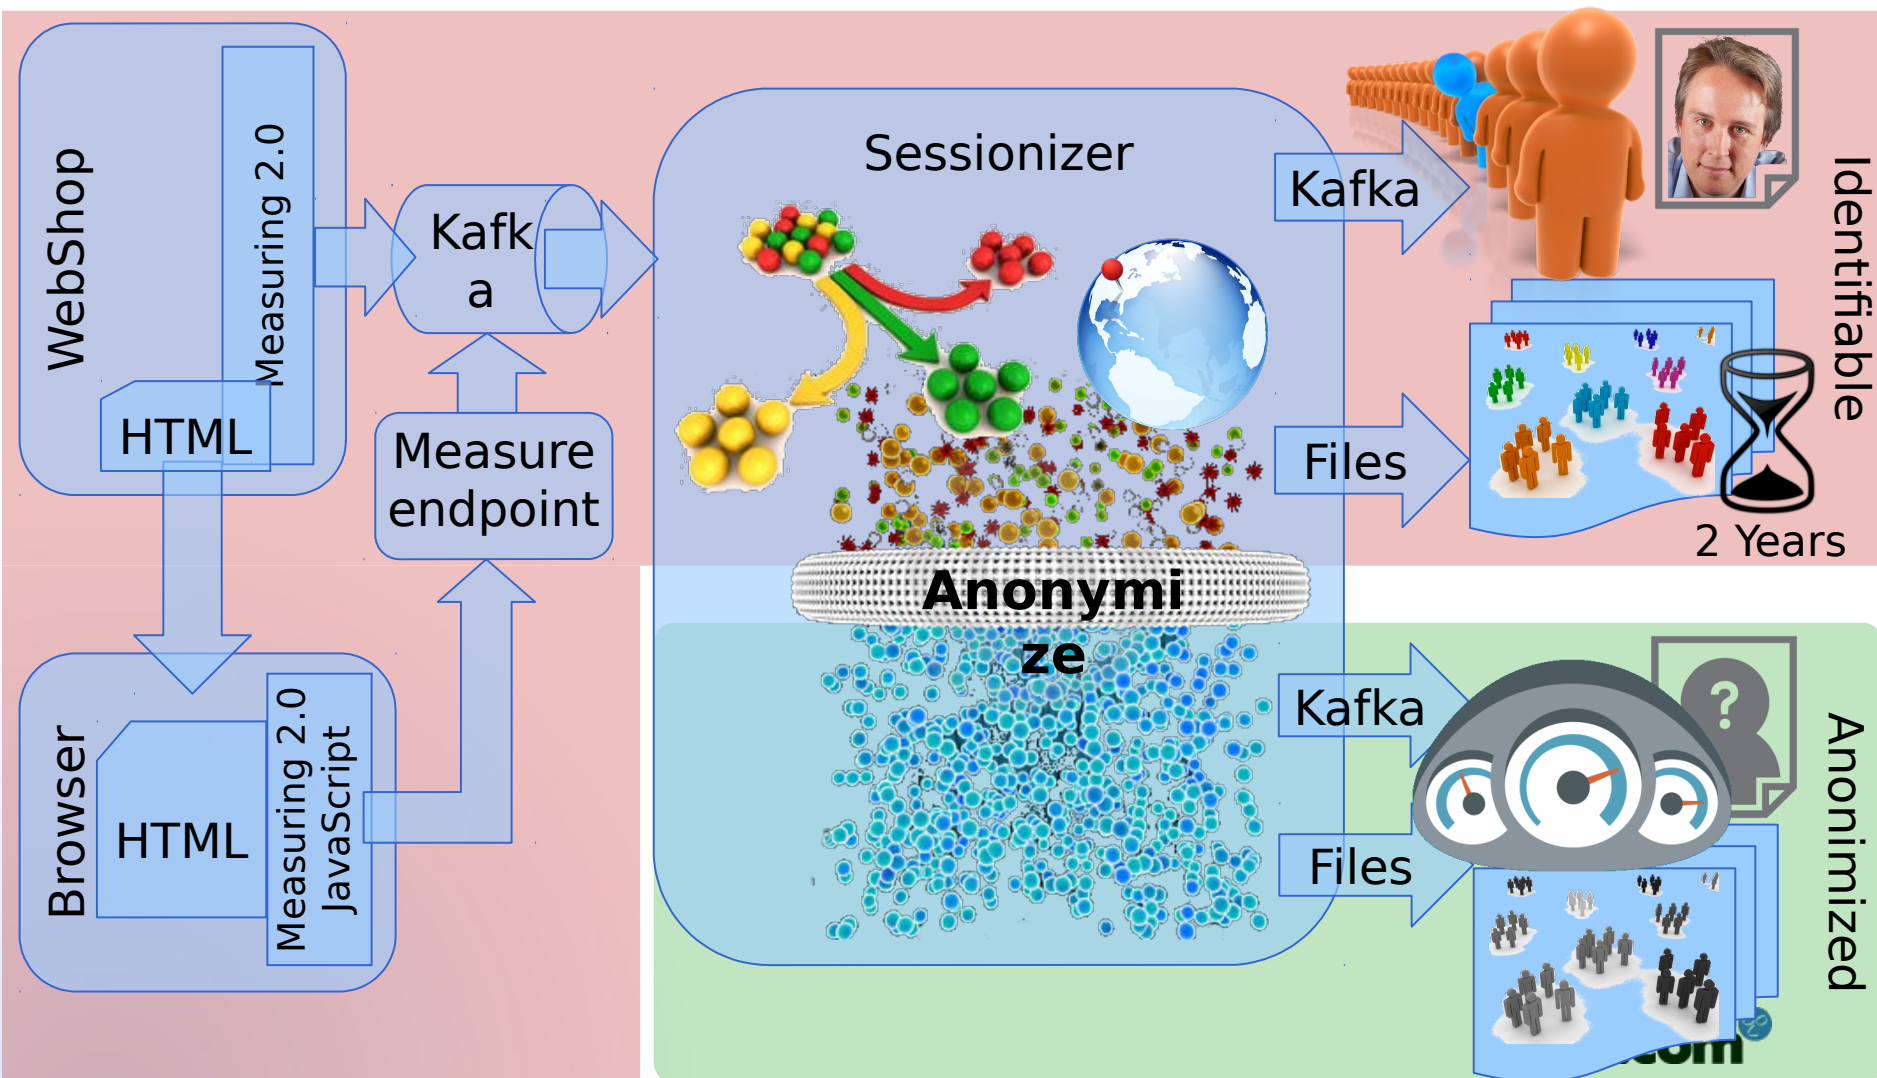 WebShop
Measuring 2.0
HTML
Kafk
a
Measure
endpoint
Browser
HTML
Measuring 2.0
JavaScript
Sessionizer
Anonymi
ze
Kafka
Files
2 Years
Identifiable
Kafka
?
Files
Anonimized
.com